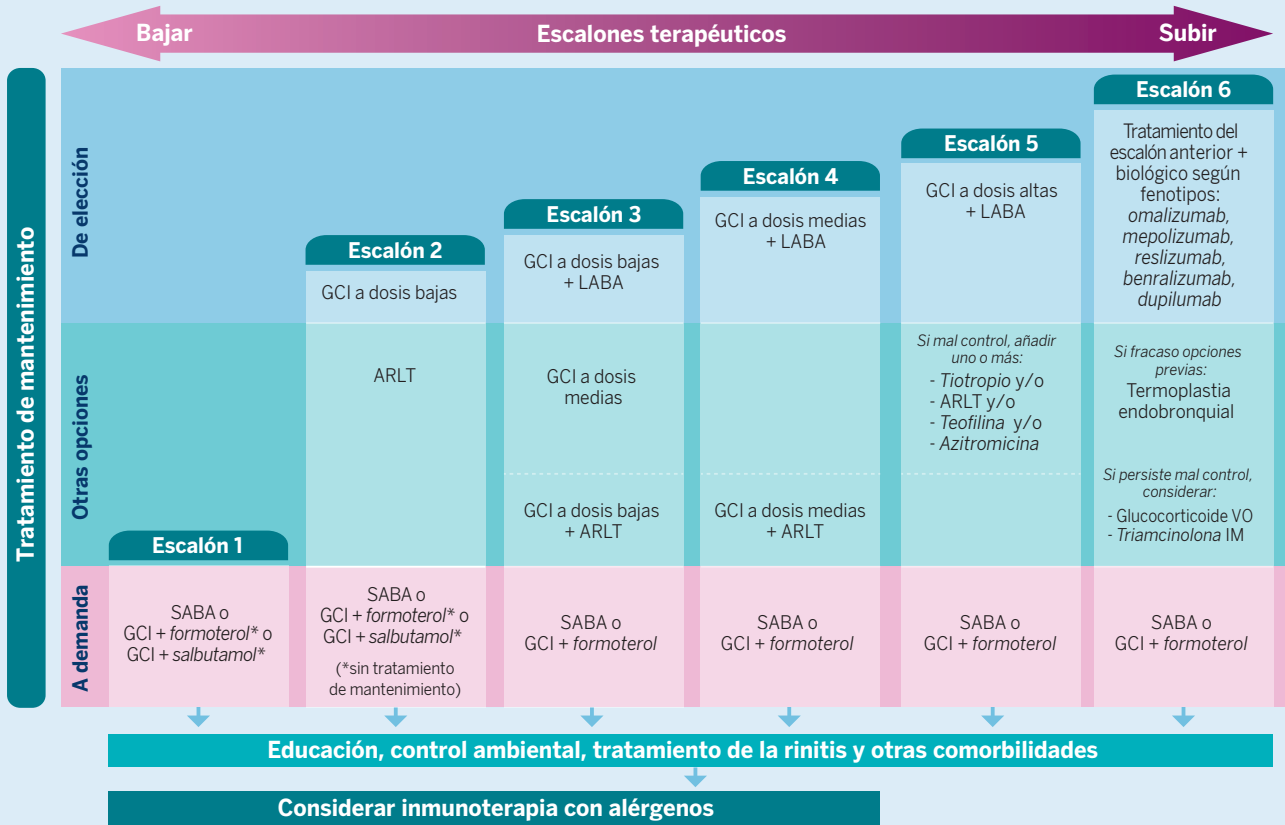 Bajar
Escalones terapéuticos
Subir
Tratamiento de mantenimiento
De elección
Otras opciones
A demanda
Escalón 1
SABA o
GCI + formoterol* o
GCI + salbutamol*
Escalón 2
GCI a dosis bajas
ARLT
SABA o
GCI + formoterol* o
GCI + salbutamol*
(*sin tratamiento
de mantenimiento)
Escalón 3
GCI a dosis bajas
+ LABA
GCI a dosis
medias
GCI a dosis bajas
+ ARLT
SABA o
GCI + formoterol
Escalón 4
GCI a dosis medias
+ LABA
GCI a dosis medias
+ ARLT
SABA o
GCI + formoterol
Escalón 5
GCI a dosis altas
+ LABA
Si mal control, añadir
uno o más:
- Tiotropio y/o
- ARLT y/o
- Teofilina y/o
- Azitromicina
SABA o
GCI + formoterol
Escalón 6
Tratamiento del
escalón anterior +
biológico según
fenotipos:
omalizumab,
mepolizumab,
reslizumab,
benralizumab,
dupilumab
Si fracaso opciones
previas:
Termoplastia
endobronquial
Si persiste mal control,
considerar:
- Glucocorticoide VO
- Triamcinolona IM
SABA o
GCI + formoterol
Educación, control ambiental, tratamiento de la rinitis y otras comorbilidades
Considerar inmunoterapia con alérgenos